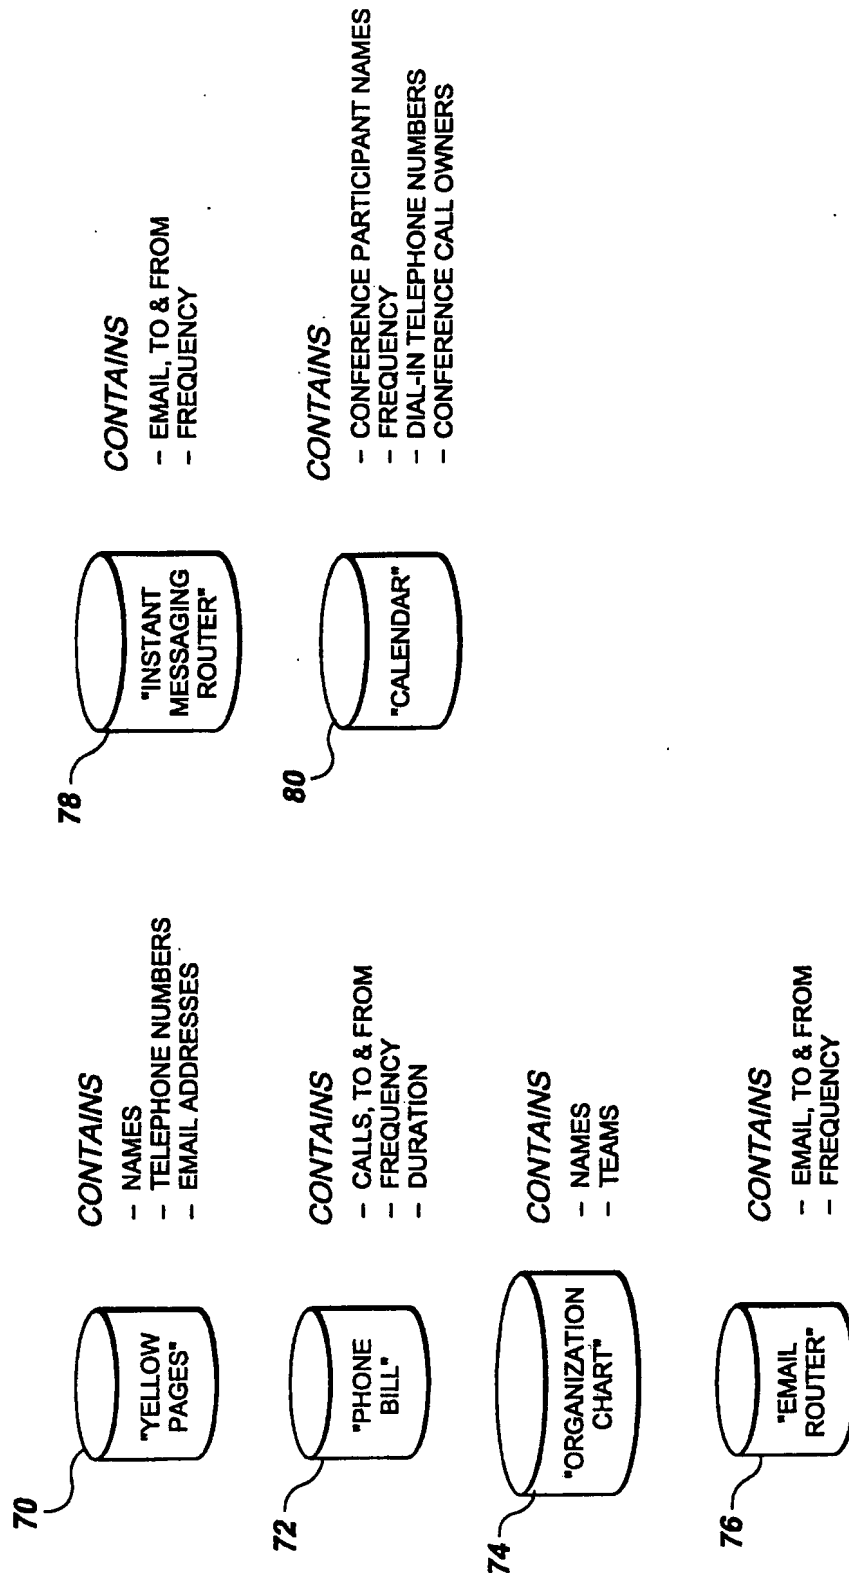 70
"YELLOW
PAGES"
CONTAINS
– NAMES
– TELEPHONE NUMBERS
– EMAIL ADDRESSES
72
"PHONE
BILL"
CONTAINS
– CALLS, TO & FROM
– FREQUENCY
– DURATION
74
"ORGANIZATION
CHART"
CONTAINS
– NAMES
– TEAMS
76
"EMAIL
ROUTER"
CONTAINS
– EMAIL, TO & FROM
– FREQUENCY
78
"INSTANT
MESSAGING
ROUTER"
CONTAINS
– EMAIL, TO & FROM
– FREQUENCY
80
"CALENDAR"
CONTAINS
– CONFERENCE PARTICIPANT NAMES
– FREQUENCY
– DIAL-IN TELEPHONE NUMBERS
– CONFERENCE CALL OWNERS